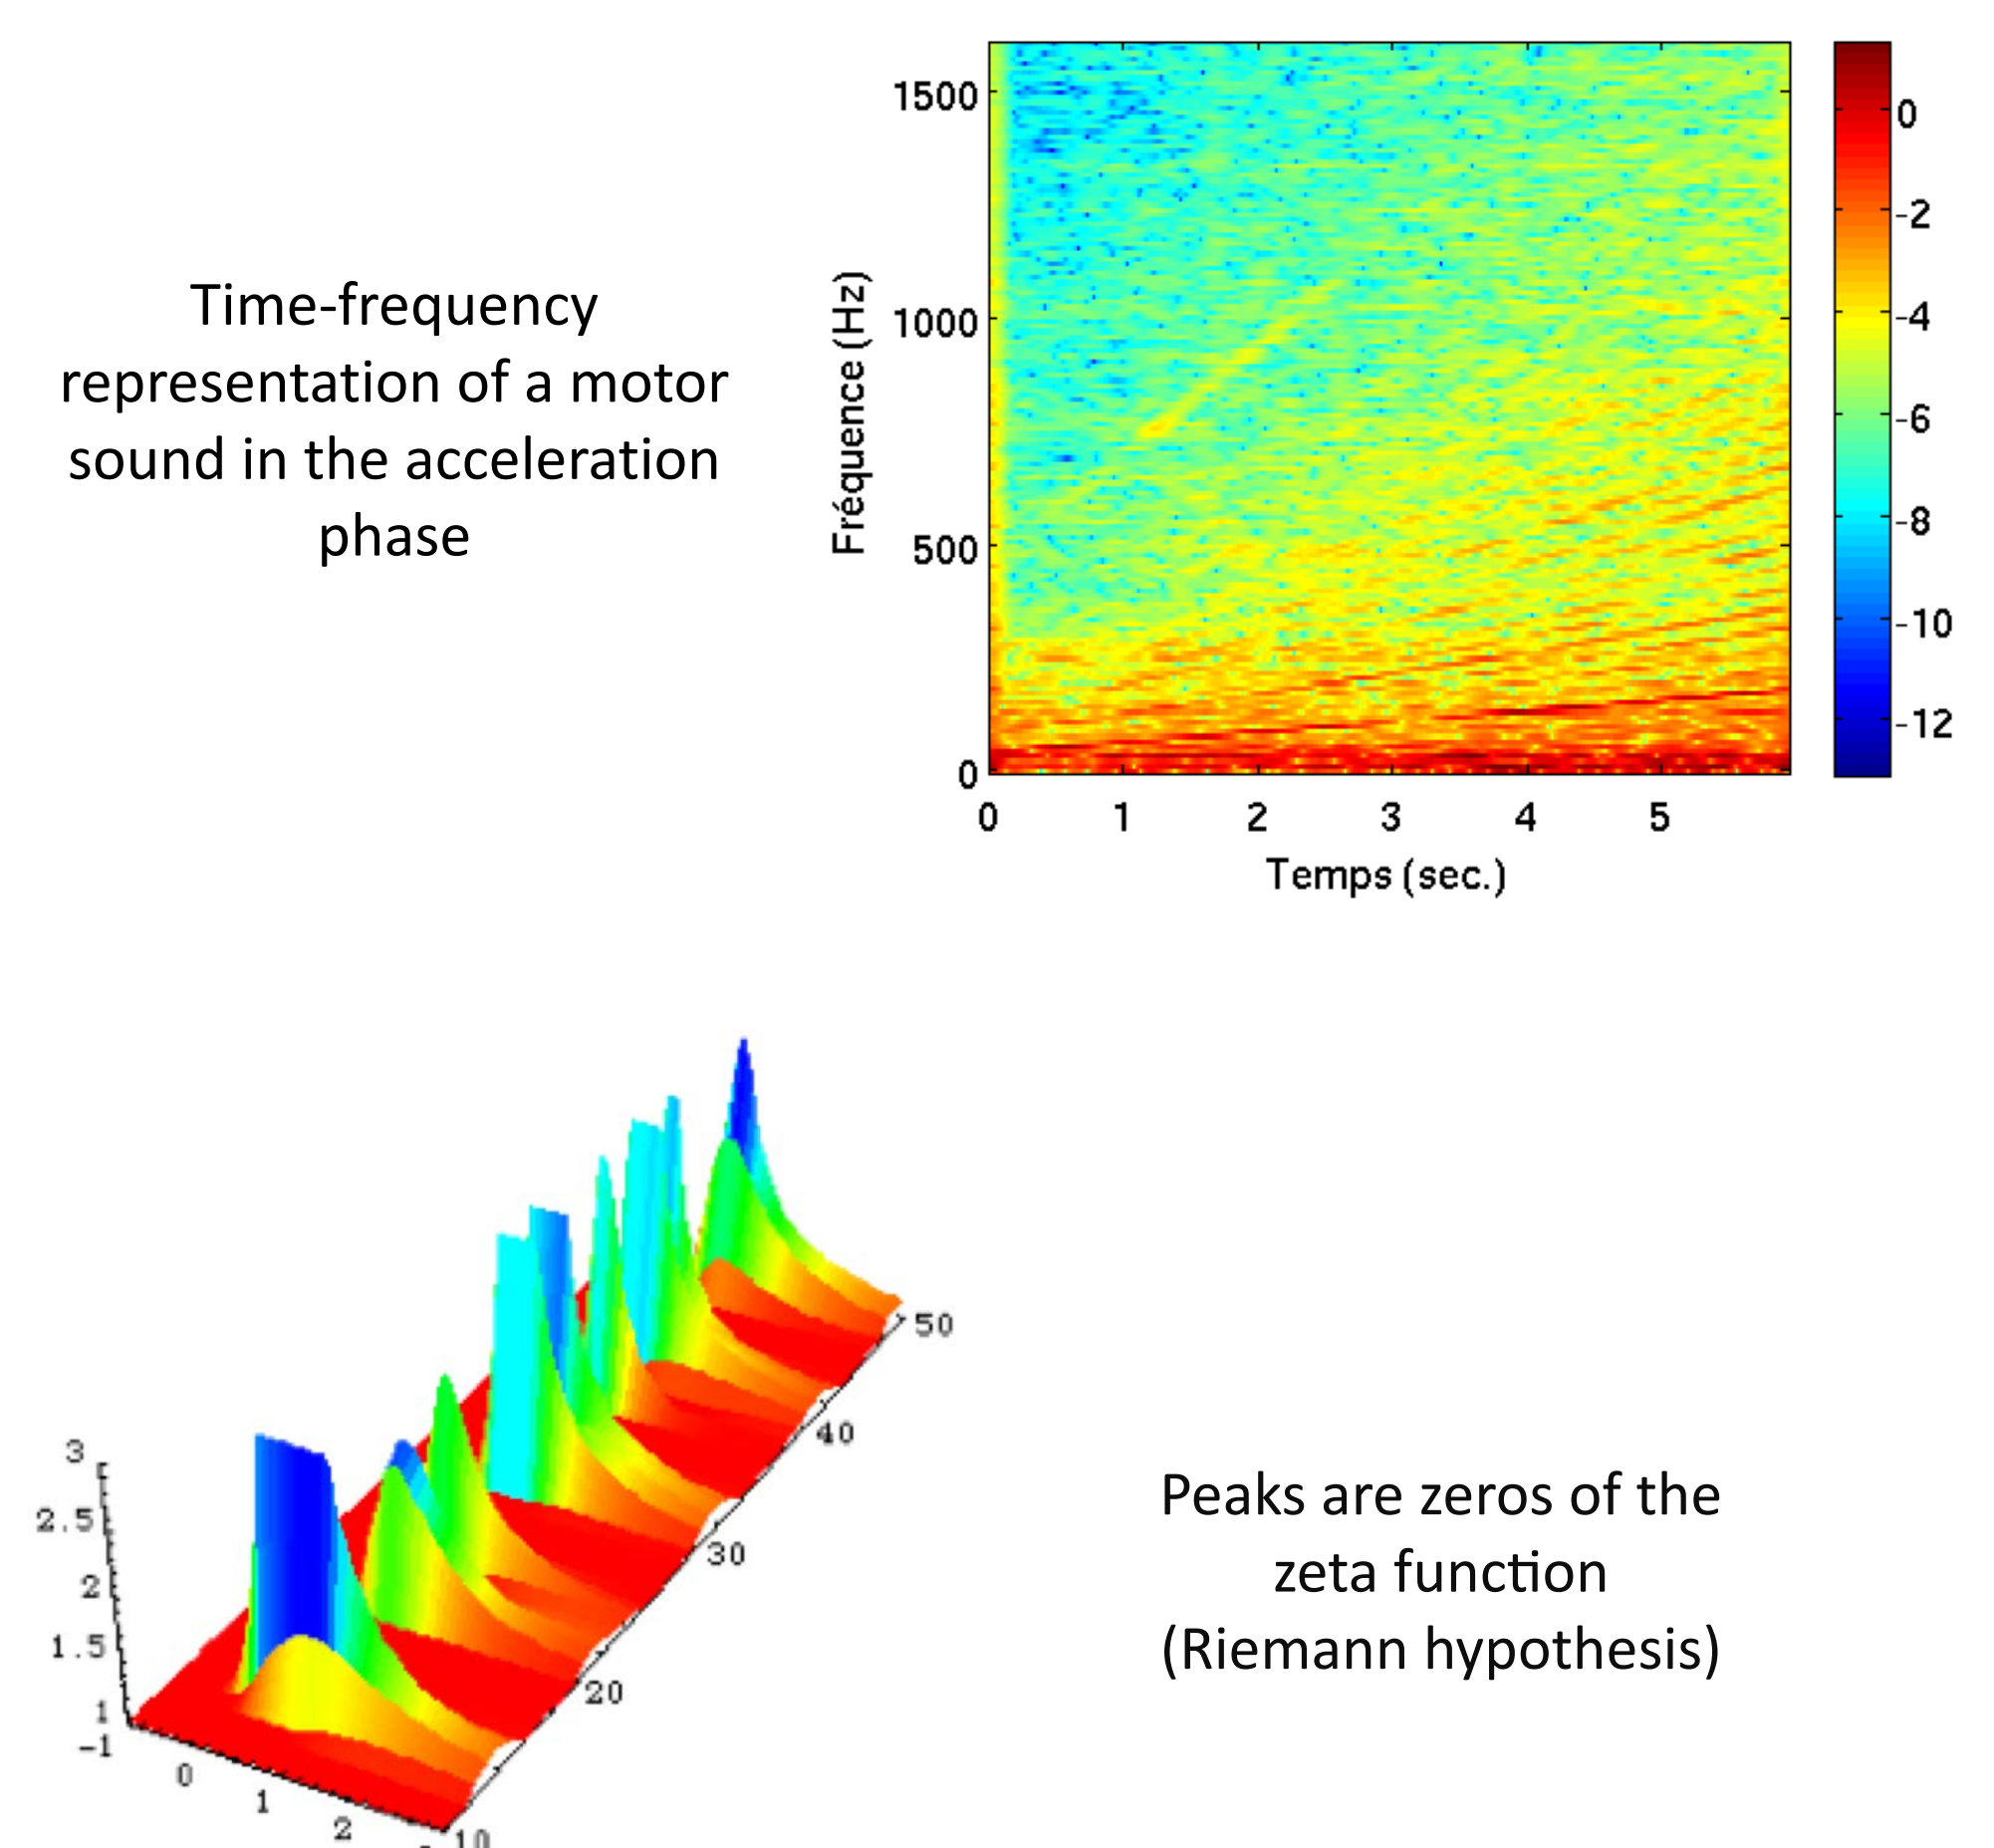 Time-frequency
representation of a motor
sound in the acceleration
phase
Fréquence (Hz)
1500
1000
500
0
0 1 2 3 4 5
Temps (sec.)
0
-2
-4
-6
-8
-10
-12
3
2.5
2
1.5
1
-1
0
1
2
10
20
30
40
50
Peaks are zeros of the
zeta function
(Riemann hypothesis)